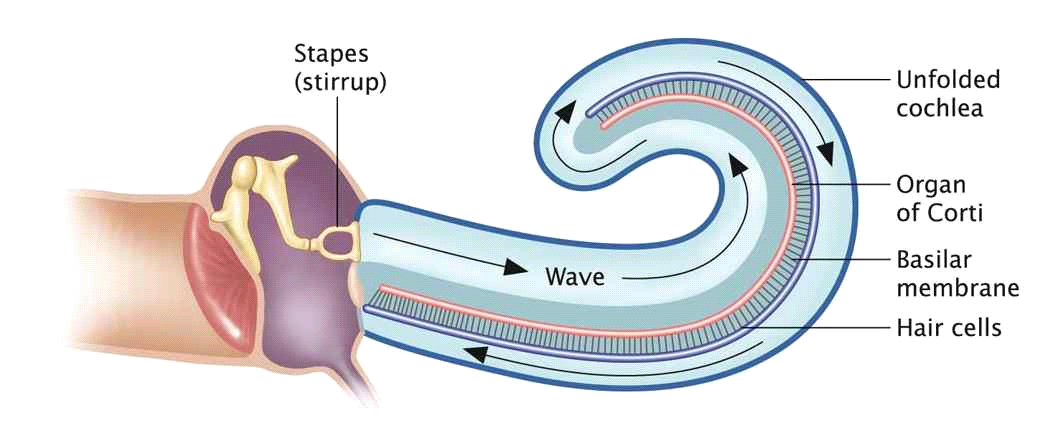 Stapes
(stirrup)
Unfolded
cochlea
Organ
of Corti
Wave
Basilar
membrane
Hair cells